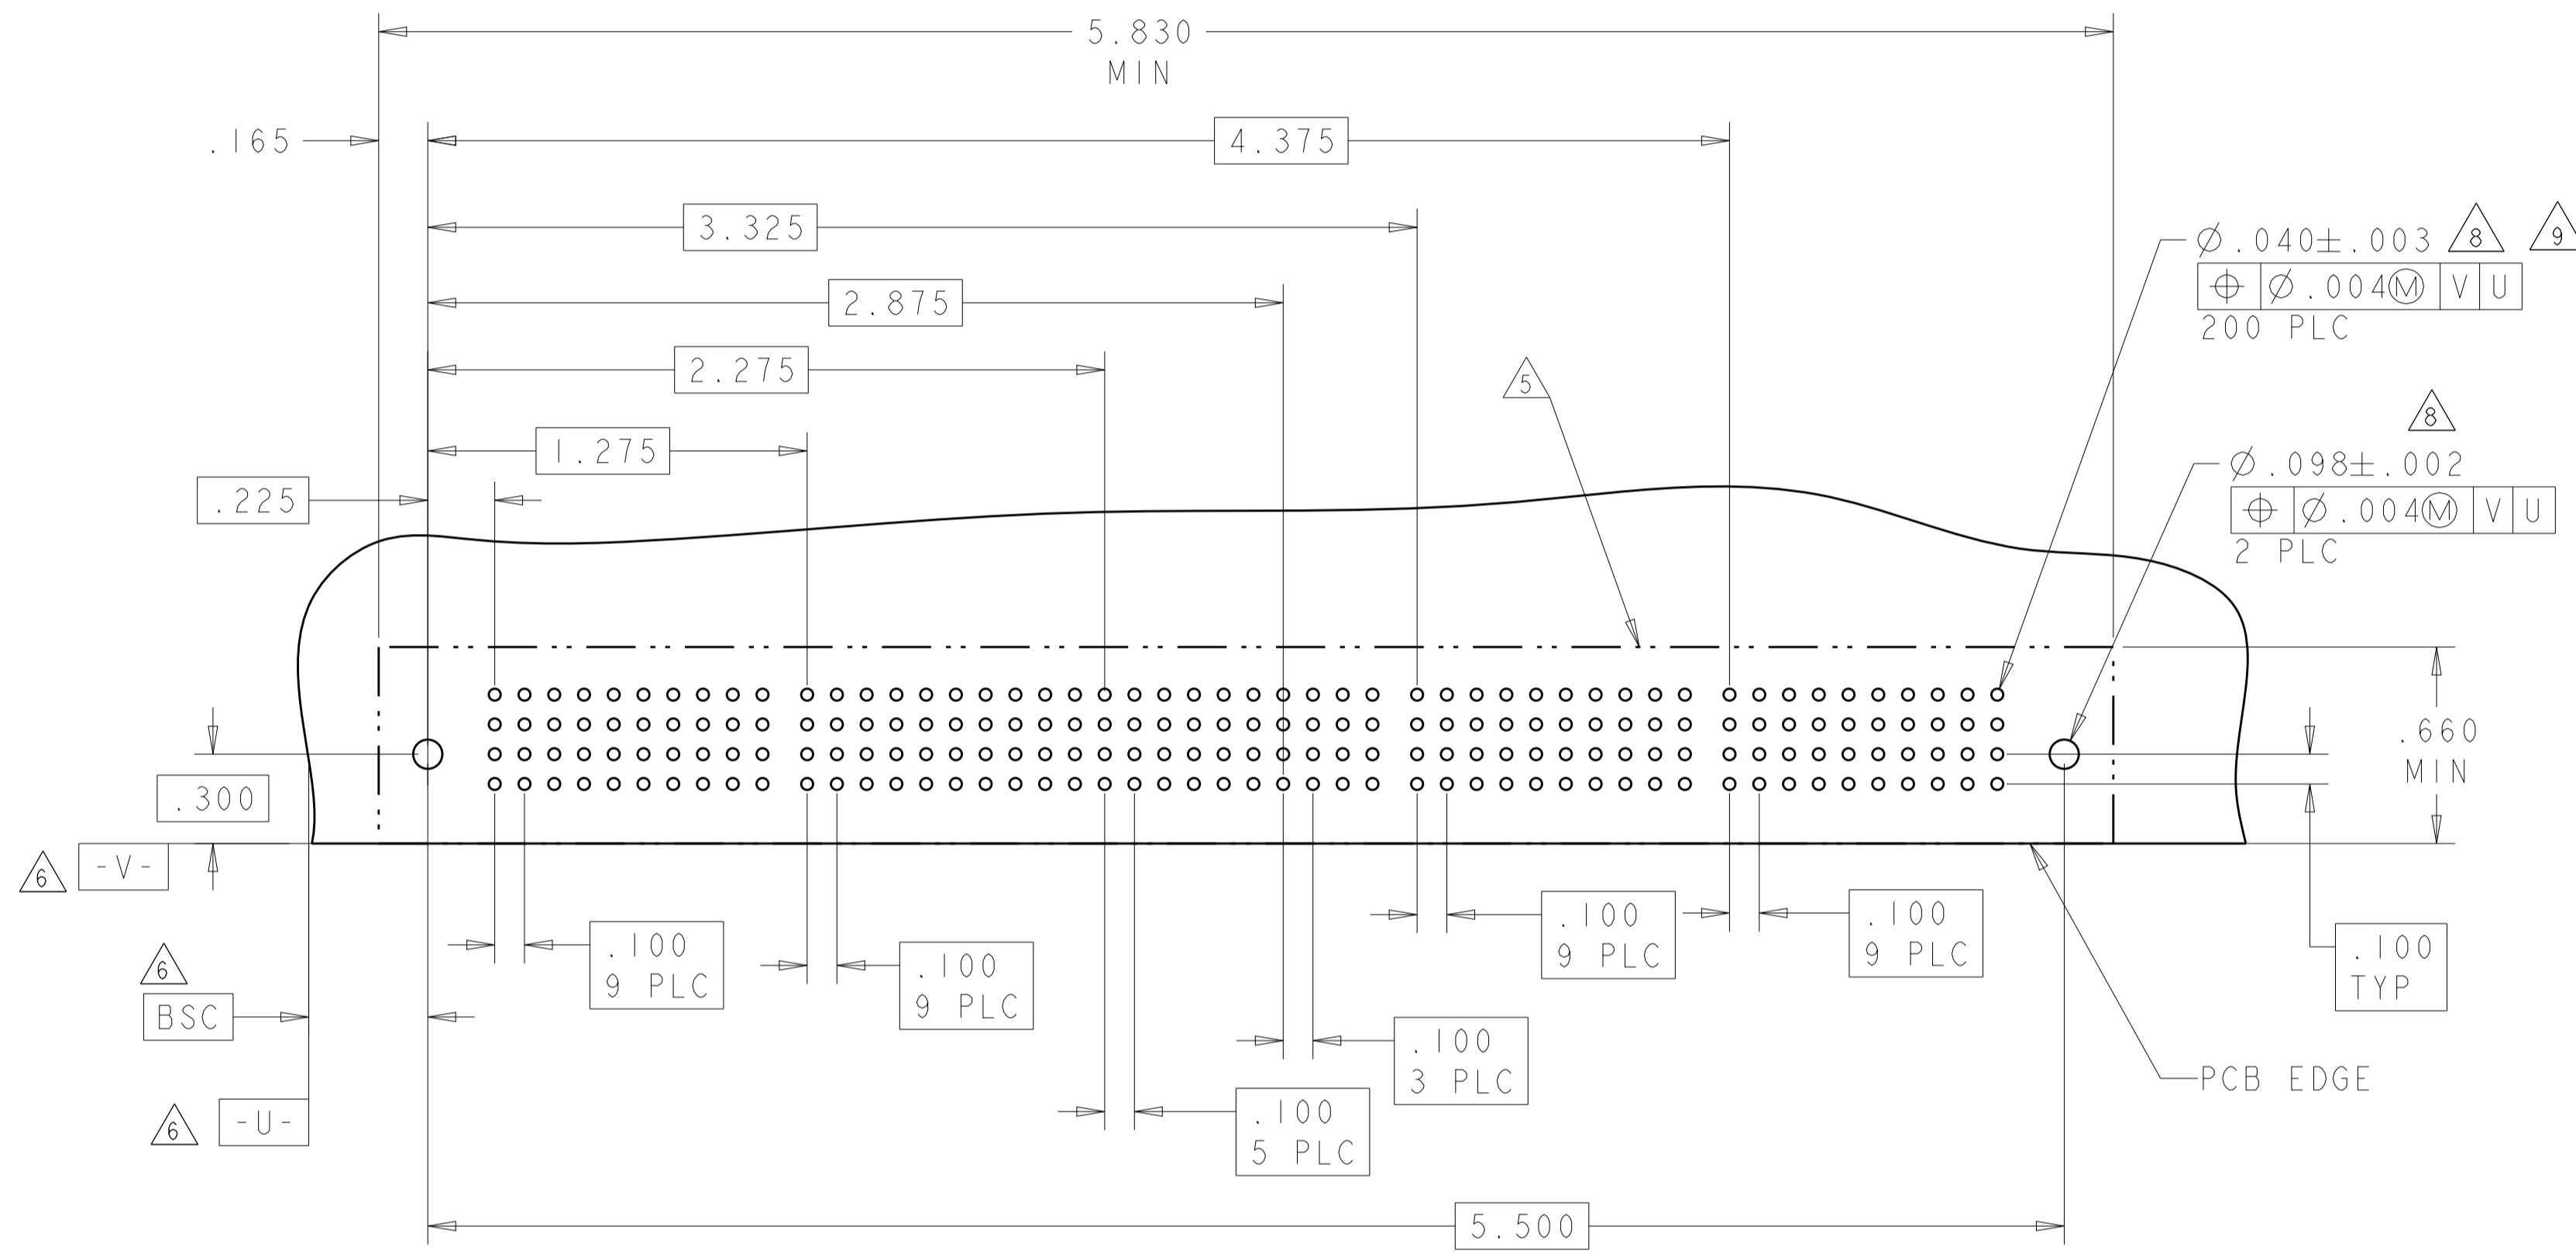 5.830
MIN
.165
4.375
3.325
2.875
2.275
1.275
.225
Ø.040±.003 8 9
⌖ Ø.004Ⓜ V U
200 PLC
5
8
Ø.098±.002
⌖ Ø.004Ⓜ V U
2 PLC
.660
MIN
.300
6 -V-
6
BSC
6 -U-
.100
9 PLC
.100
9 PLC
.100
5 PLC
.100
3 PLC
.100
9 PLC
.100
9 PLC
.100
TYP
PCB EDGE
5.500